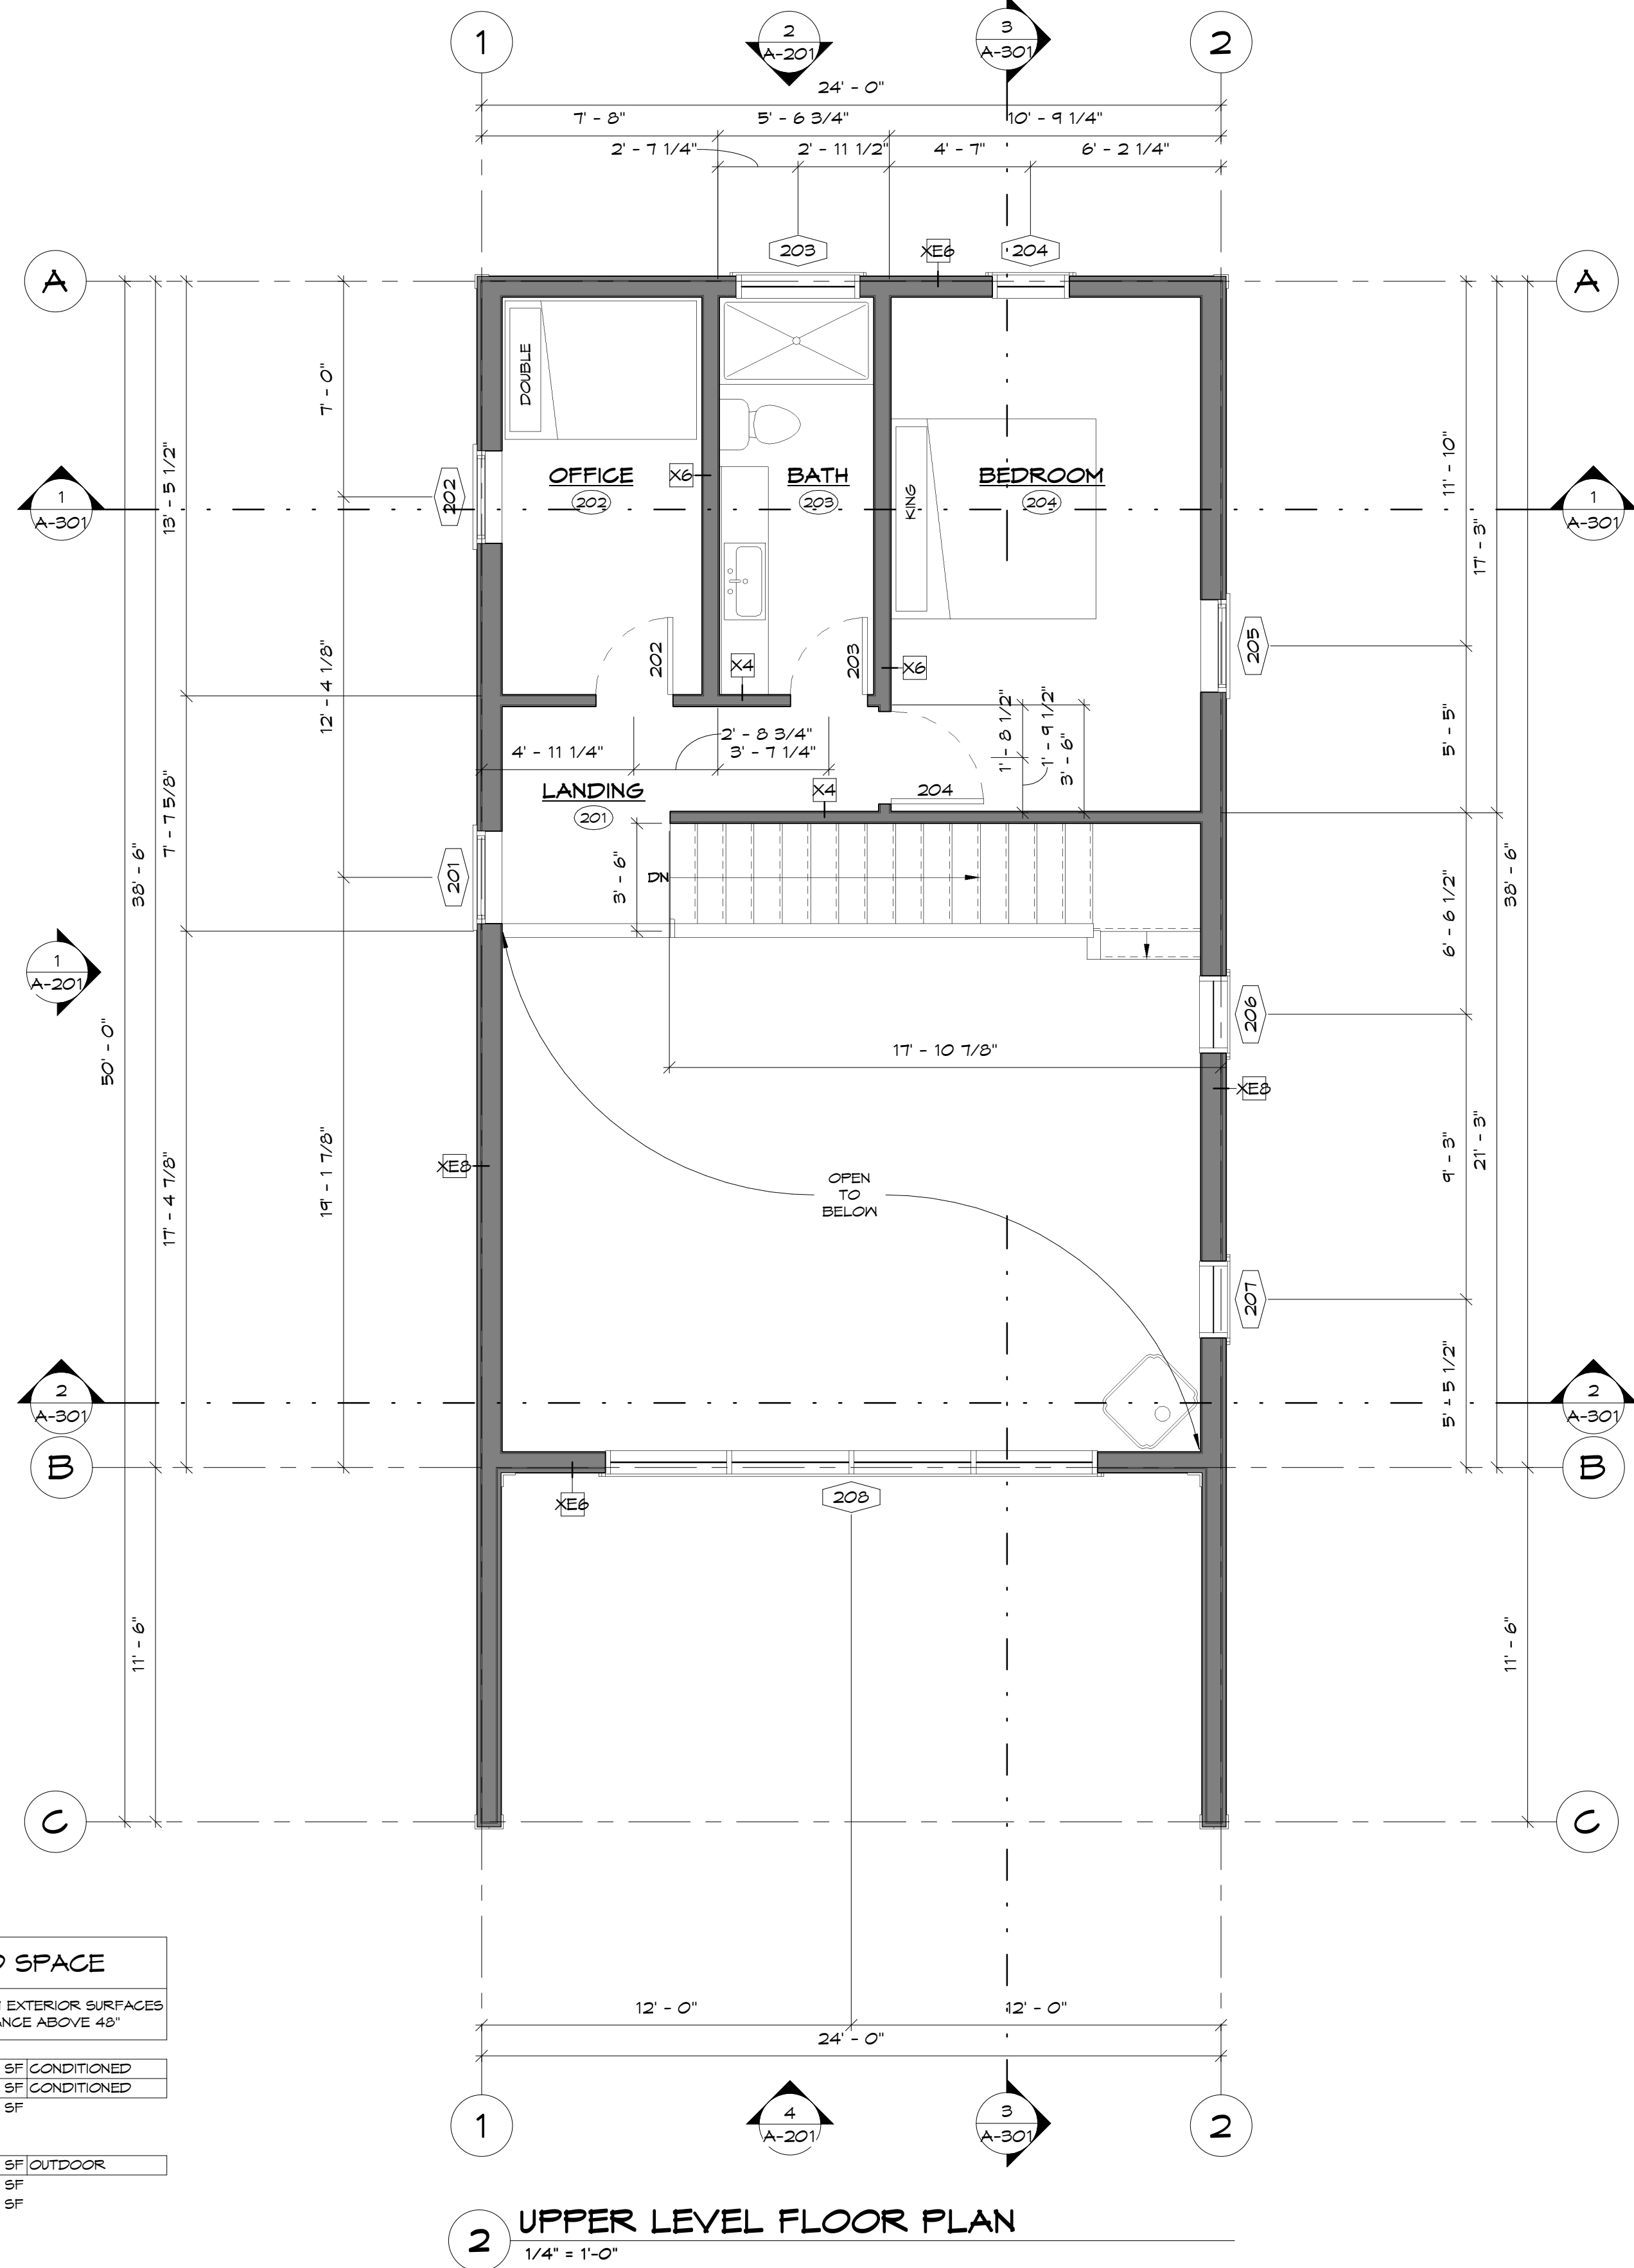 1
2
A-201
3
A-301
2
24' - 0"
7' - 8"
5' - 6 3/4"
10' - 9 1/4"
2' - 7 1/4"
2' - 11 1/2"
4' - 7"
6' - 2 1/4"
203
XE6
204
A
A
7' - 0"
DOUBLE
13' - 5 1/2"
11' - 10"
OFFICE
202
X6
BATH
203
BEDROOM
204
KING
202
1
A-301
1
A-301
17' - 3"
12' - 4 1/8"
202
X4
203
X6
205
5' - 5"
1' - 8 1/2"
1' - 9 1/2"
3' - 6"
2' - 8 3/4"
4' - 11 1/4"
3' - 7 1/4"
LANDING
201
X4
204
7' - 7 5/8"
38' - 6"
201
3' - 6"
DN
38' - 6"
6' - 6 1/2"
1
A-201
50' - 0"
206
17' - 10 7/8"
XE8
XE8
17' - 4 7/8"
19' - 1 7/8"
9' - 3"
21' - 3"
OPEN
TO
BELOW
207
2
A-301
5' - 5 1/2"
2
A-301
B
B
XE6
208
11' - 6"
11' - 6"
C
C
SPACE
EXTERIOR SURFACES
ABOVE 48"
SF CONDITIONED
SF CONDITIONED
SF
SF OUTDOOR
SF
SF
12' - 0"
12' - 0"
24' - 0"
1
4
A-201
3
A-301
2
2
UPPER LEVEL FLOOR PLAN
1/4" = 1'-0"